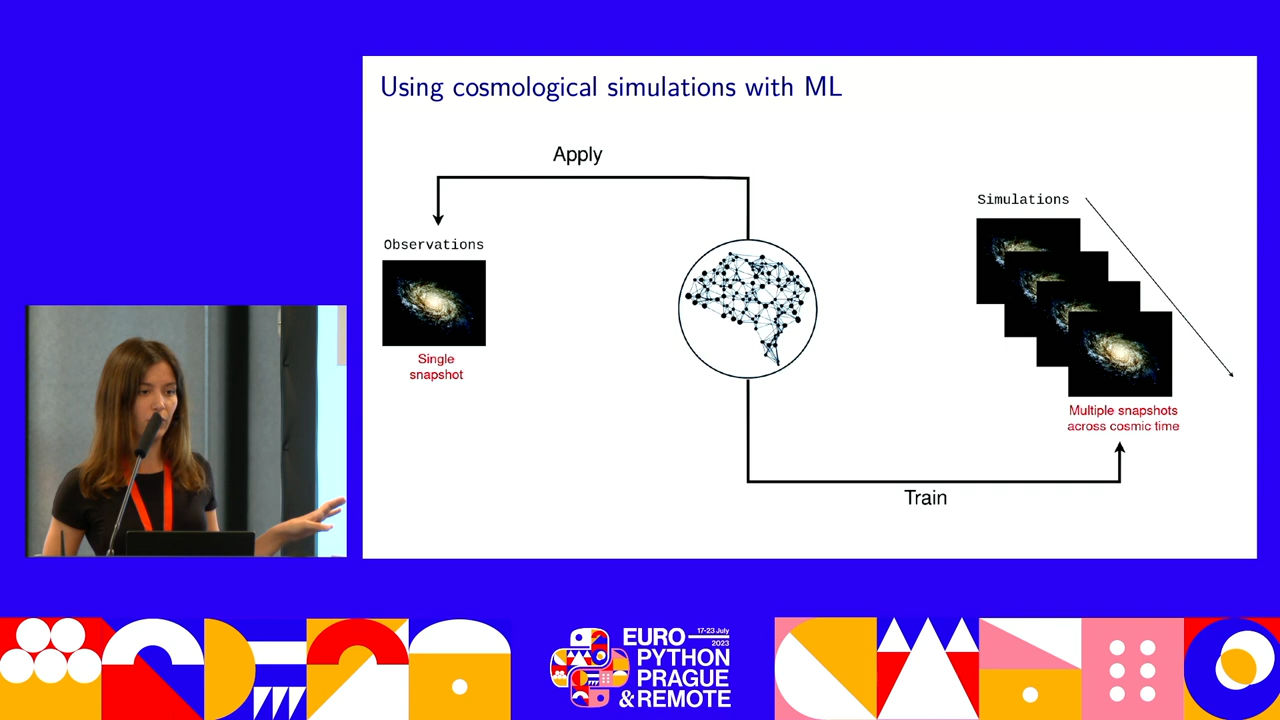 Using cosmological simulations with ML
Apply
Simulations
Observations
Single
snapshot
Multiple snapshots
across cosmic time
Train
EURO
17-23 July
2023
PYTHON
PRAGUE
& REMOTE